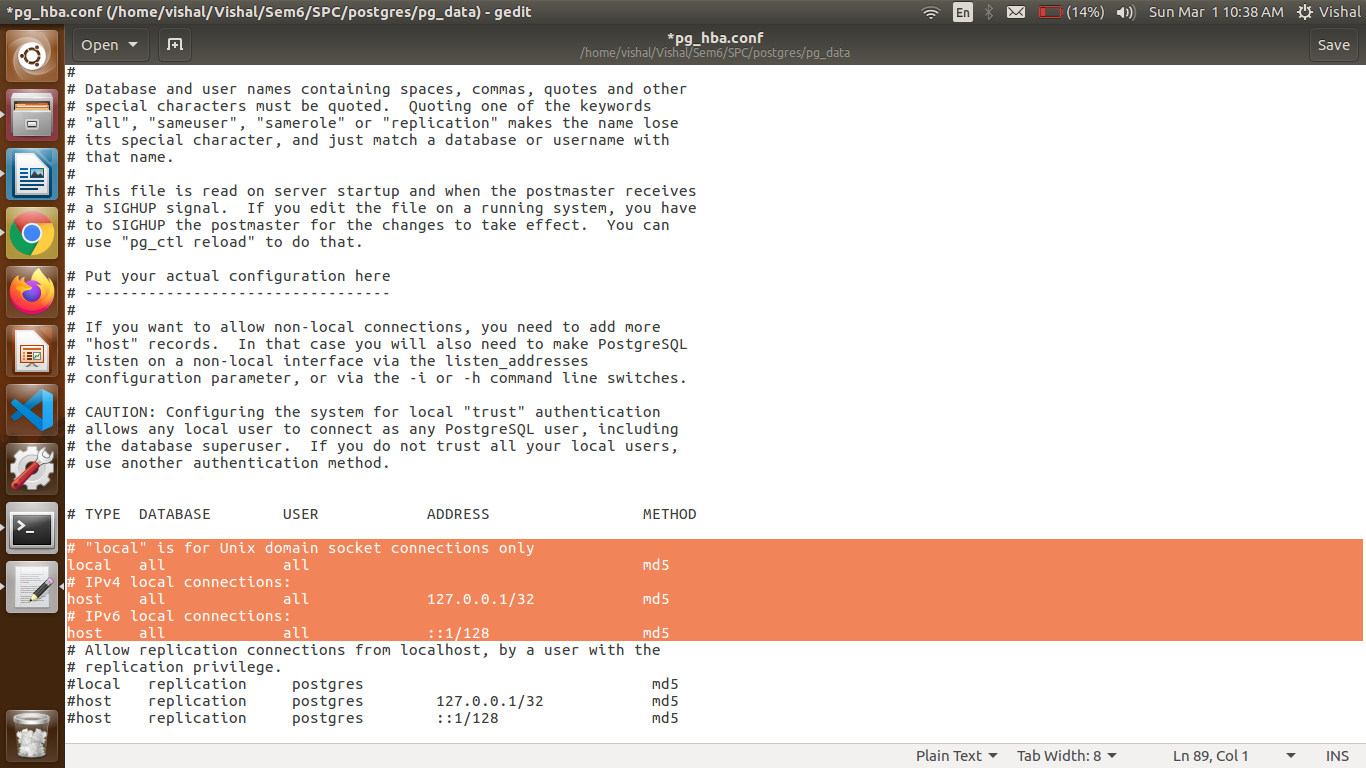 *pg_hba.conf (/home/vishal/Vishal/Sem6/SPC/postgres/pg_data) - gedit
En
(14%)
Sun Mar 1 10:38 AM
Vishal
Open
*pg_hba.conf
/home/vishal/Vishal/Sem6/SPC/postgres/pg_data
Save
#
# Database and user names containing spaces, commas, quotes and other
# special characters must be quoted.  Quoting one of the keywords
# "all", "sameuser", "samerole" or "replication" makes the name lose
# its special character, and just match a database or username with
# that name.
#
# This file is read on server startup and when the postmaster receives
# a SIGHUP signal.  If you edit the file on a running system, you have
# to SIGHUP the postmaster for the changes to take effect.  You can
# use "pg_ctl reload" to do that.
# Put your actual configuration here
# ----------------------------------
#
# If you want to allow non-local connections, you need to add more
# "host" records.  In that case you will also need to make PostgreSQL
# listen on a non-local interface via the listen_addresses
# configuration parameter, or via the -i or -h command line switches.
# CAUTION: Configuring the system for local "trust" authentication
# allows any local user to connect as any PostgreSQL user, including
# the database superuser.  If you do not trust all your local users,
# use another authentication method.
# TYPE  DATABASE        USER            ADDRESS                 METHOD
# "local" is for Unix domain socket connections only
local   all             all                                     md5
# IPv4 local connections:
host    all             all             127.0.0.1/32            md5
# IPv6 local connections:
host    all             all             ::1/128                 md5
# Allow replication connections from localhost, by a user with the
# replication privilege.
#local   replication     postgres                                md5
#host    replication     postgres        127.0.0.1/32            md5
#host    replication     postgres        ::1/128                 md5
Plain Text
Tab Width: 8
Ln 89, Col 1
INS